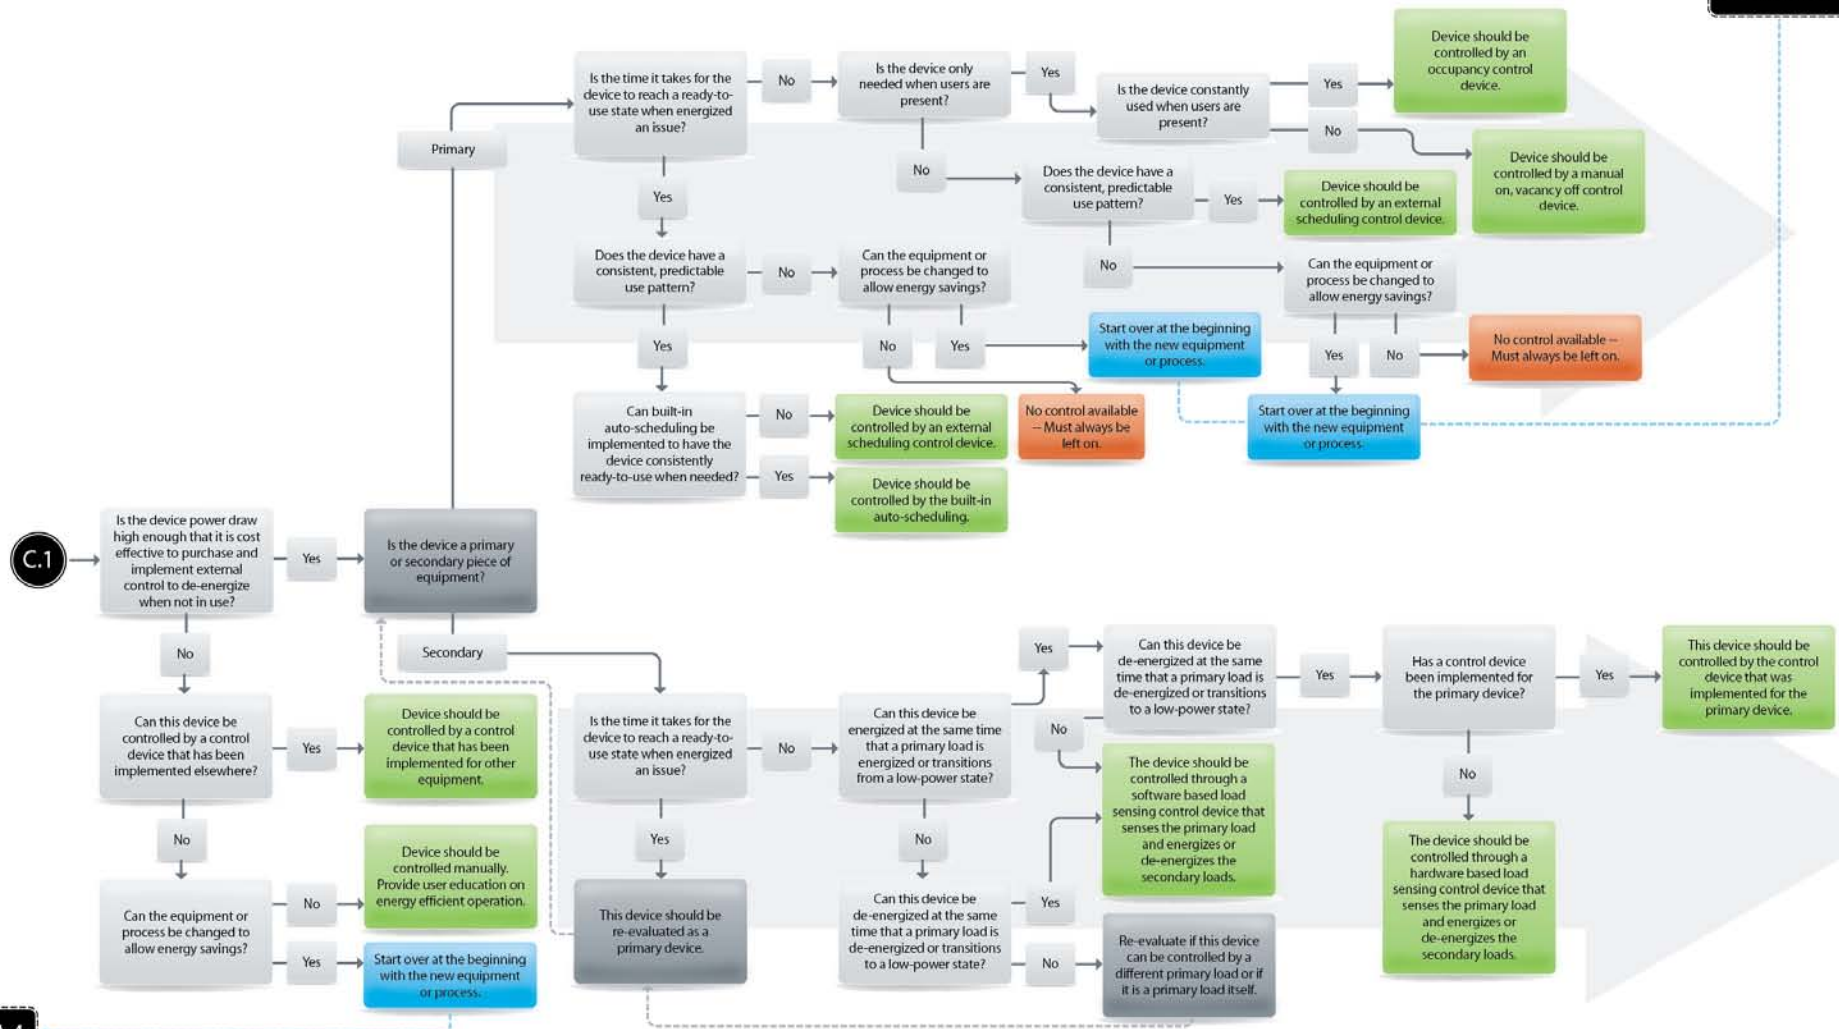 Device should be
controlled by an
occupancy control
device.
Is the time it takes for the
device to reach a ready-to-
use state when energized
an issue?
No
Is the device only
needed when users are
present?
Yes
Is the device constantly
used when users are
present?
Yes
No
Primary
Device should be
controlled by a manual
on, vacancy off control
device.
Yes
No
Does the device have a
consistent, predictable
use pattern?
Yes
Device should be
controlled by an external
scheduling control device.
Does the device have a
consistent, predictable
use pattern?
No
Can the equipment or
process be changed to
allow energy savings?
No
Can the equipment or
process be changed to
allow energy savings?
Yes
No
Yes
Start over at the beginning
with the new equipment
or process.
Yes
No
No control available –
Must always be left on.
Can built-in
auto-scheduling be
implemented to have the
device consistently
ready-to-use when needed?
No
Device should be
controlled by an external
scheduling control device.
No control available
– Must always be
left on.
Start over at the beginning
with the new equipment
or process.
Yes
Device should be
controlled by the built-in
auto-scheduling.
C.1
Is the device power draw
high enough that it is cost
effective to purchase and
implement external
control to de-energize
when not in use?
Yes
Is the device a primary
or secondary piece of
equipment?
No
Secondary
Yes
Can this device be
de-energized at the same
time that a primary load is
de-energized or transitions
to a low-power state?
Yes
Has a control device
been implemented for
the primary device?
Yes
This device should be
controlled by the control
device that was
implemented for the
primary device.
Can this device be
controlled by a control
device that has been
implemented elsewhere?
Yes
Device should be
controlled by a control
device that has been
implemented for other
equipment.
Is the time it takes for the
device to reach a ready-to-
use state when energized
an issue?
No
Can this device be
energized at the same time
that a primary load is
energized or transitions
from a low-power state?
No
The device should be
controlled through a
software based load
sensing control device that
senses the primary load
and energizes or
de-energizes the
secondary loads.
No
No
Device should be
controlled manually.
Provide user education on
energy efficient operation.
Yes
No
The device should be
controlled through a
hardware based load
sensing control device that
senses the primary load
and energizes or
de-energizes the
secondary loads.
Can the equipment or
process be changed to
allow energy savings?
No
Yes
Start over at the beginning
with the new equipment
or process.
This device should be
re-evaluated as a
primary device.
Can this device be
de-energized at the same
time that a primary load is
de-energized or transitions
to a low-power state?
Yes
No
Re-evaluate if this device
can be controlled by a
different primary load or if
it is a primary load itself.